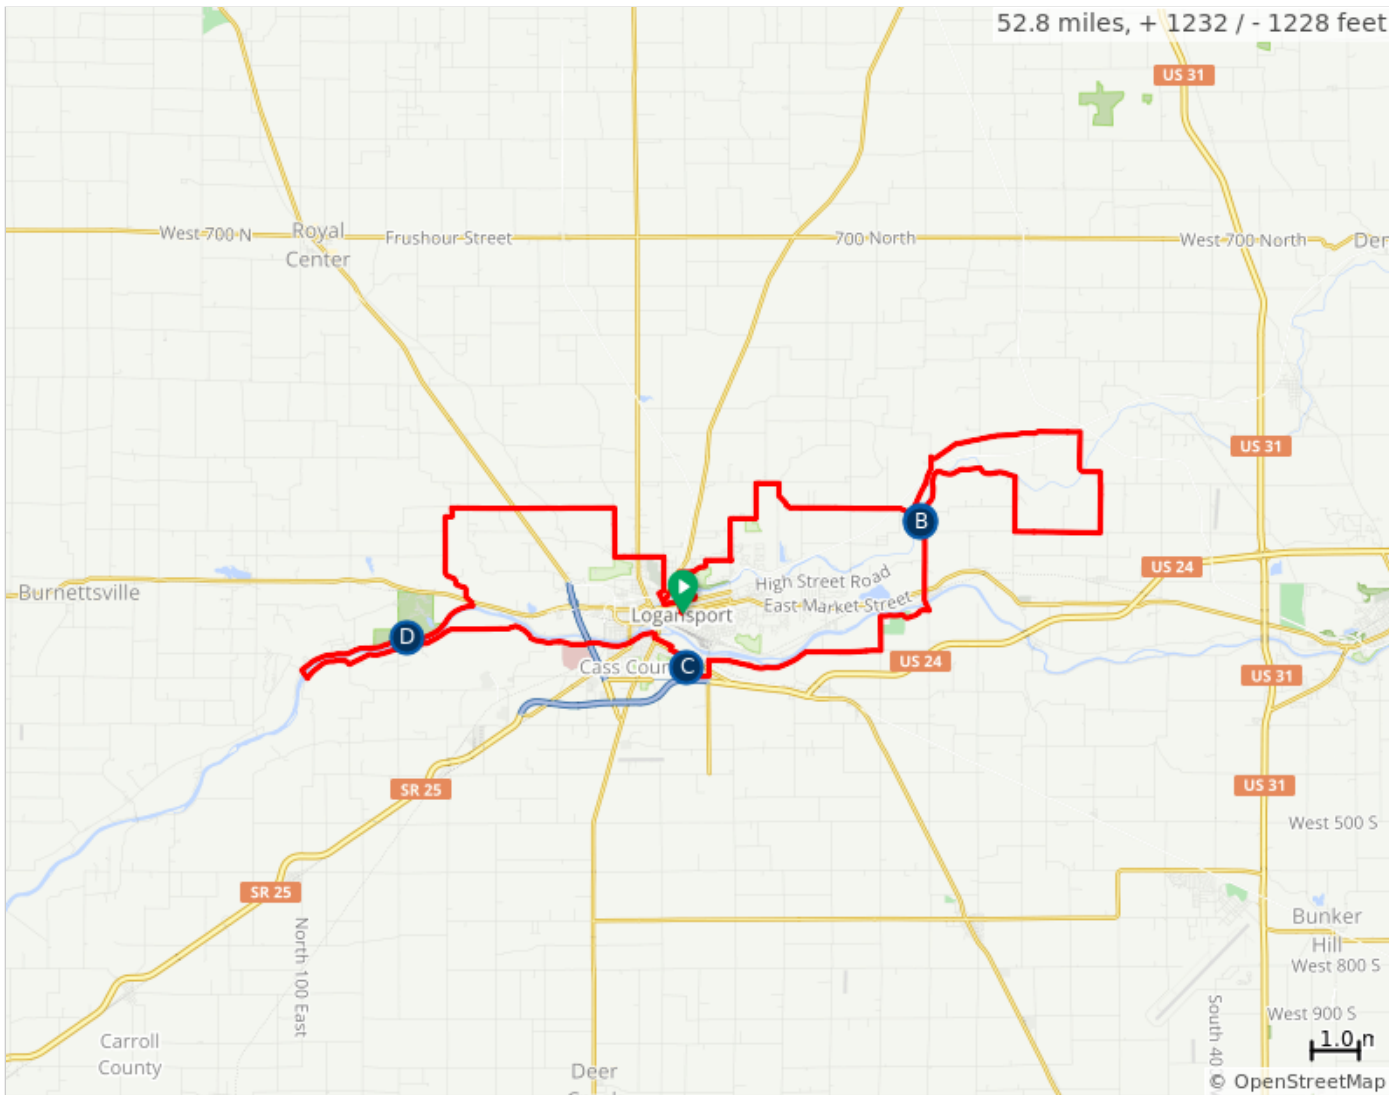 52.8 miles, + 1232 / - 1228 feet
US 31
West 700 N
Royal
Center
Frushour Street
700 North
West 700 North
Den
US 31
B
US 24
Burnettsville
High Street Road
East Market Street
Logansport
D
Cass Coun
C
US 24
US 31
SR 25
US 31
West 500 S
SR 25
North 100 East
Bunker
Hill
West 800 S
South 40
West 900 S
Carroll
County
1.0
Deer
© OpenStreetMap